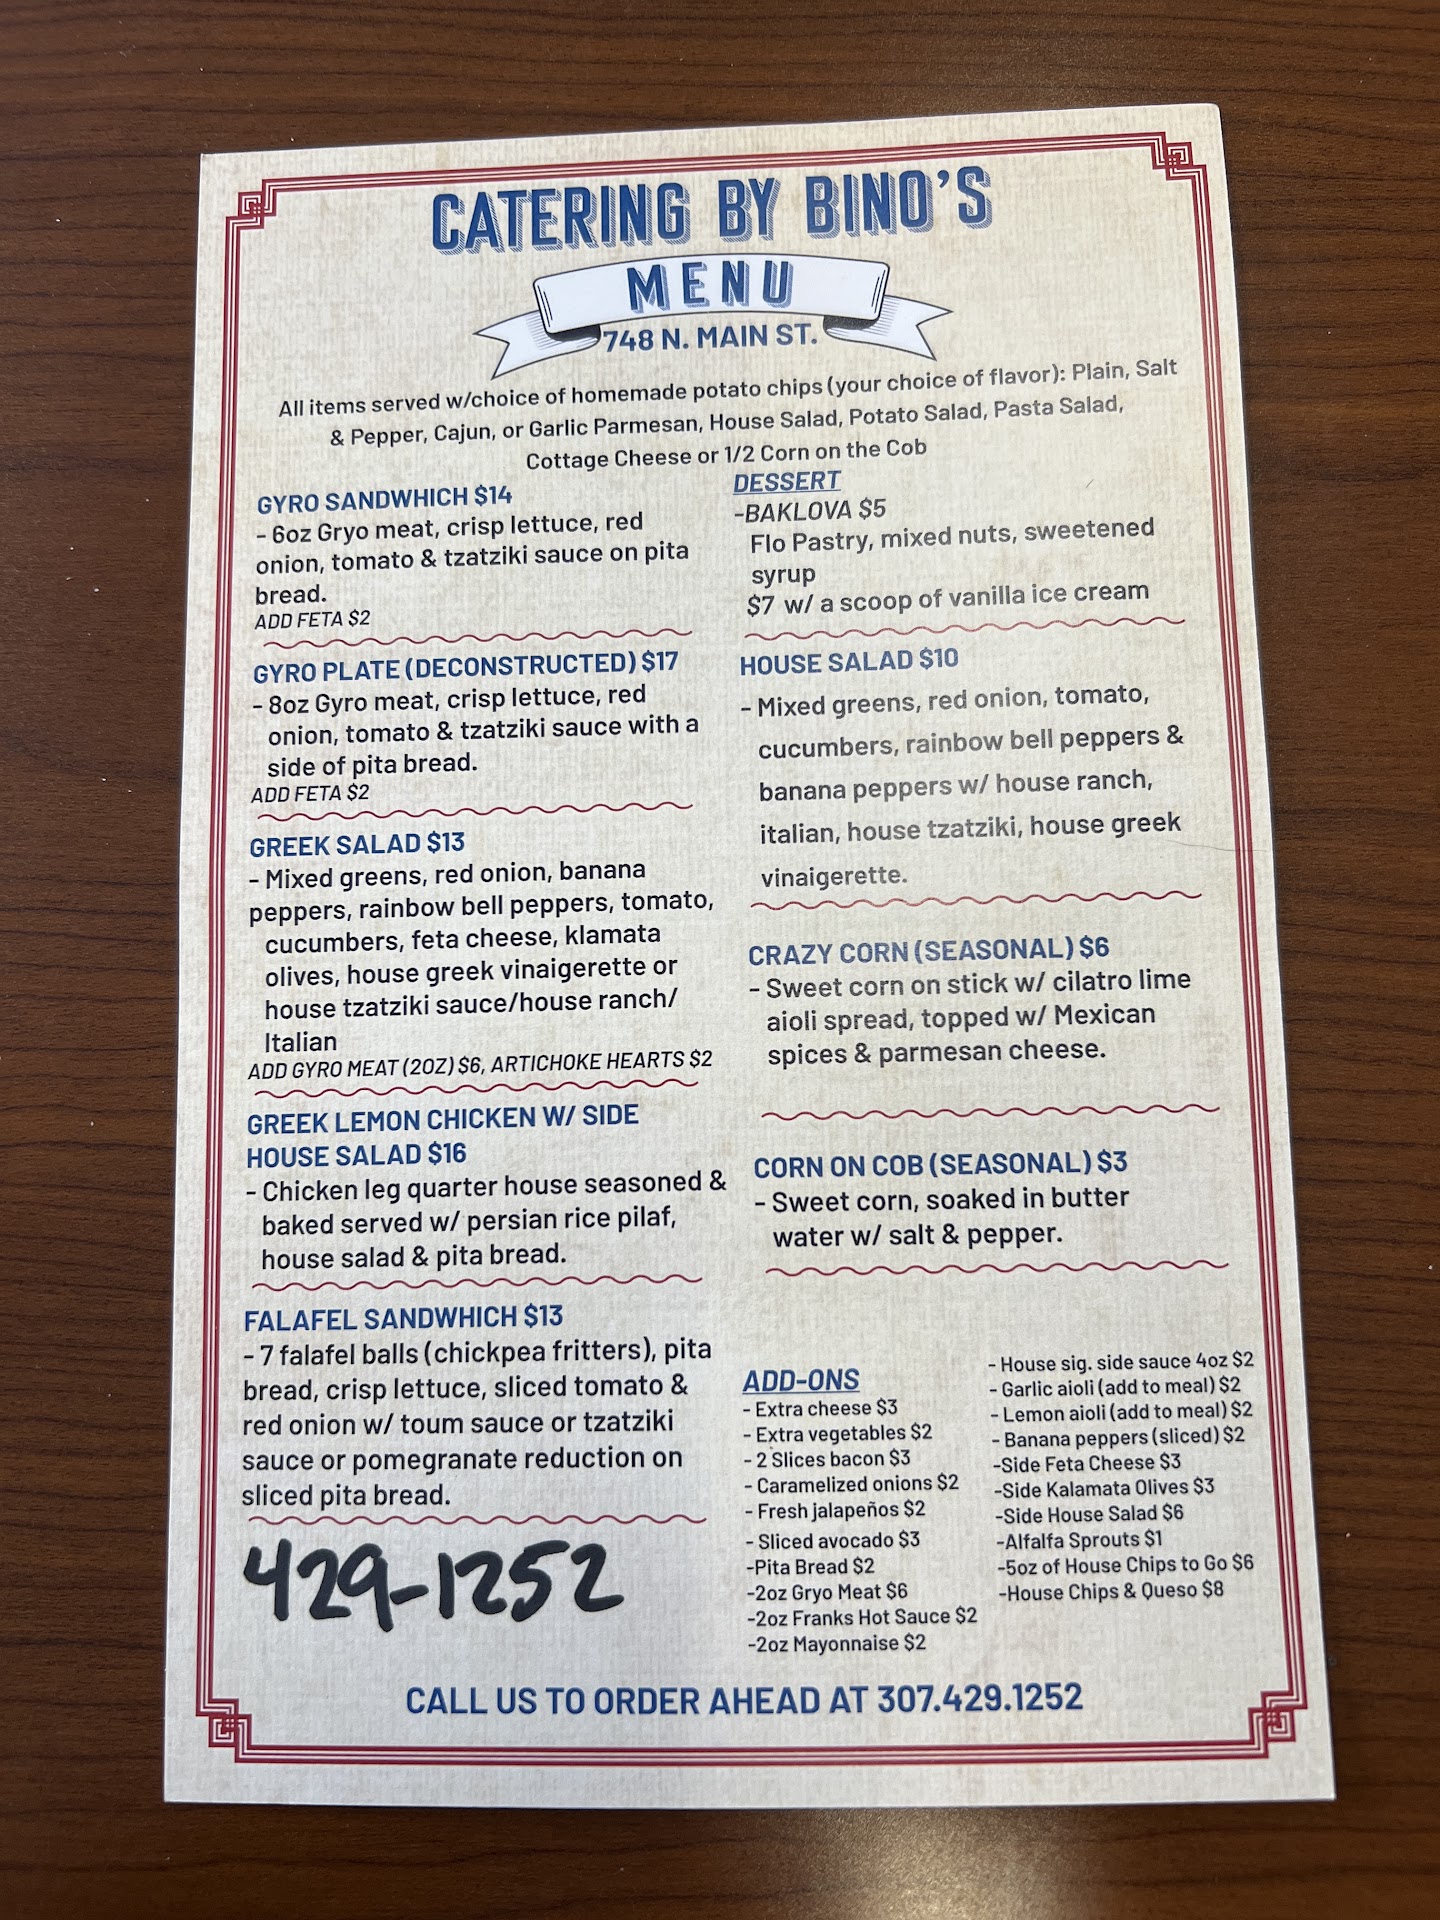 CATERING BY BINO'S
MENU
748 N. MAIN ST.
All items served w/choice of homemade potato chips (your choice of flavor): Plain, Salt
& Pepper, Cajun, or Garlic Parmesan, House Salad, Potato Salad, Pasta Salad,
Cottage Cheese or 1/2 Corn on the Cob
GYRO SANDWHICH $14
- 6oz Gryo meat, crisp lettuce, red
onion, tomato & tzatziki sauce on pita
bread.
ADD FETA $2
GYRO PLATE (DECONSTRUCTED) $17
- 8oz Gyro meat, crisp lettuce, red
onion, tomato & tzatziki sauce with a
side of pita bread.
ADD FETA $2
GREEK SALAD $13
- Mixed greens, red onion, banana
peppers, rainbow bell peppers, tomato,
cucumbers, feta cheese, klamata
olives, house greek vinaigerette or
house tzatziki sauce/house ranch/
Italian
ADD GYRO MEAT (2OZ) $6, ARTICHOKE HEARTS $2
GREEK LEMON CHICKEN W/ SIDE
HOUSE SALAD $16
- Chicken leg quarter house seasoned &
baked served w/ persian rice pilaf,
house salad & pita bread.
FALAFEL SANDWHICH $13
- 7 falafel balls (chickpea fritters), pita
bread, crisp lettuce, sliced tomato &
red onion w/ toum sauce or tzatziki
sauce or pomegranate reduction on
sliced pita bread.
429-1252
DESSERT
-BAKLOVA $5
Flo Pastry, mixed nuts, sweetened
syrup
$7 w/ a scoop of vanilla ice cream
HOUSE SALAD $10
- Mixed greens, red onion, tomato,
cucumbers, rainbow bell peppers &
banana peppers w/ house ranch,
italian, house tzatziki, house greek
vinaigerette.
CRAZY CORN (SEASONAL) $6
- Sweet corn on stick w/ cilatro lime
aioli spread, topped w/ Mexican
spices & parmesan cheese.
CORN ON COB (SEASONAL) $3
- Sweet corn, soaked in butter
water w/ salt & pepper.
ADD-ONS
- Extra cheese $3
- Extra vegetables $2
- 2 Slices bacon $3
- Caramelized onions $2
- Fresh jalapeños $2
- Sliced avocado $3
-Pita Bread $2
-2oz Gryo Meat $6
-2oz Franks Hot Sauce $2
-2oz Mayonnaise $2
- House sig. side sauce 4oz $2
- Garlic aioli (add to meal) $2
- Lemon aioli (add to meal) $2
- Banana peppers (sliced) $2
-Side Feta Cheese $3
-Side Kalamata Olives $3
-Side House Salad $6
-Alfalfa Sprouts $1
-5oz of House Chips to Go $6
-House Chips & Queso $8
CALL US TO ORDER AHEAD AT 307.429.1252